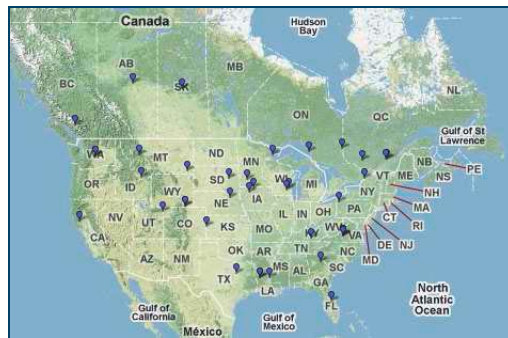 Canada
Hudson
Bay
AB
SK
MB
BC
NL
ON
QC
Gulf of St
Lawrence
WA
MT
ND
MN
NB
PE
VT
ME
NS
OR
ID
SD
WI
MI
NY
NH
WY
NE
IA
MA
PA
CT
RI
NV
UT
CO
IL
IN
OH
KS
MO
WV
VA
NJ
CA
KY
DE
MD
AZ
NM
OK
AR
TN
NC
SC
TX
MS
AL
GA
LA
FL
North
Atlantic
Ocean
Gulf of
California
Gulf of
Mexico
México